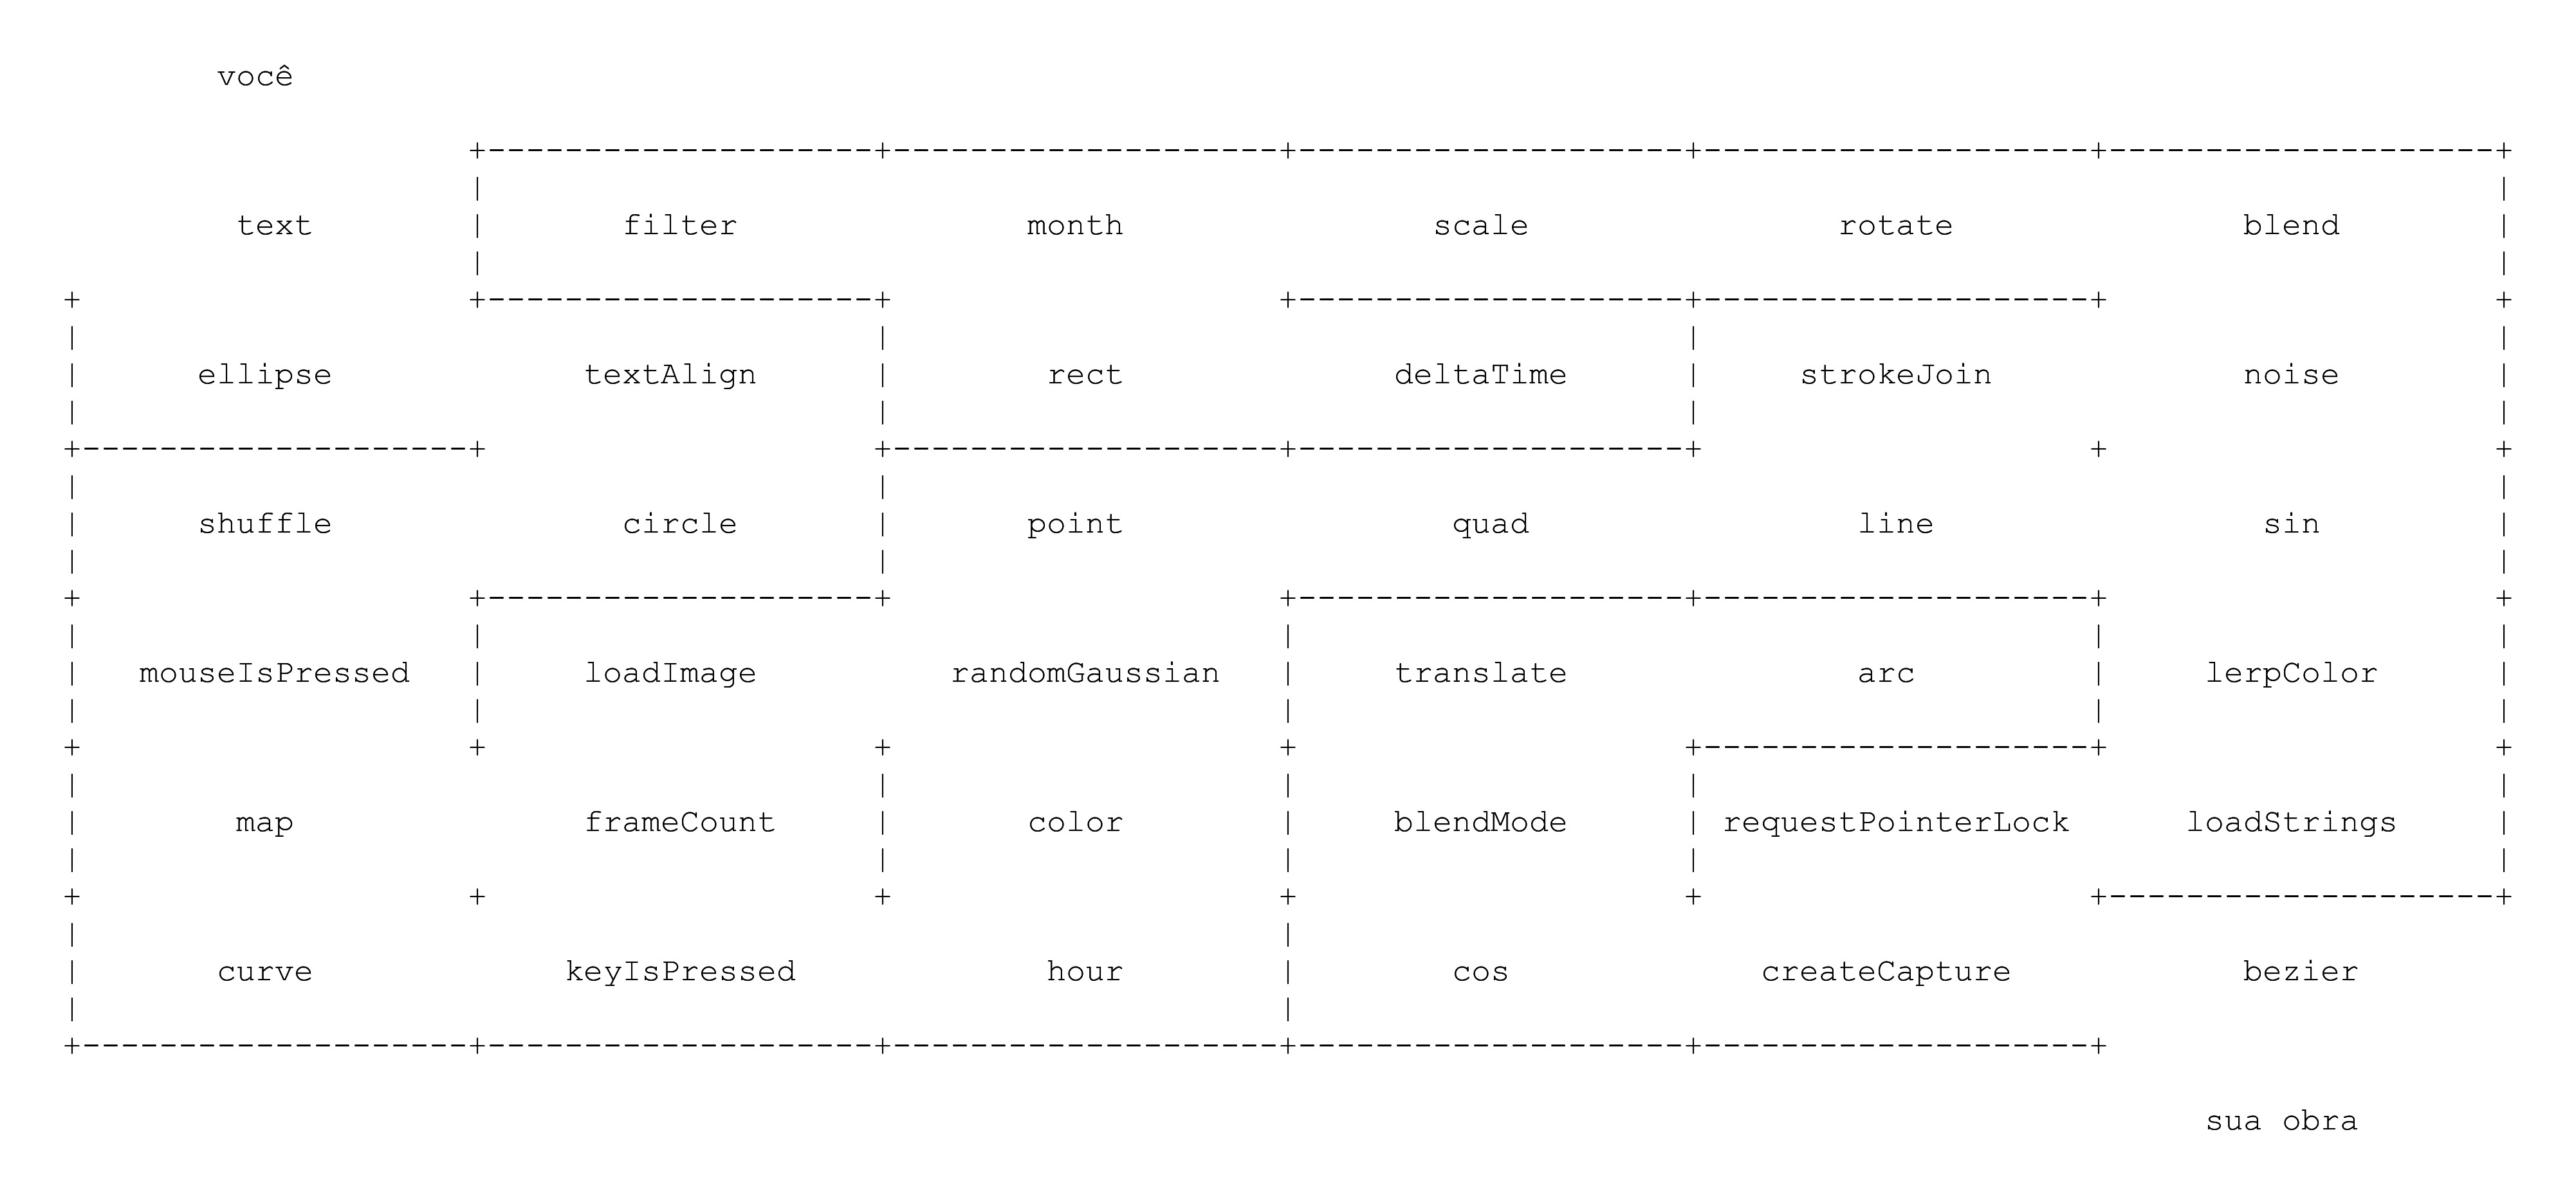 você
text filter month scale rotate blend
ellipse textAlign rect deltaTime strokeJoin noise
shuffle circle point quad line sin
mouseIsPressed loadImage randomGaussian translate arc lerpColor
map frameCount color blendMode requestPointerLock loadStrings
curve keyIsPressed hour cos createCapture bezier
sua obra